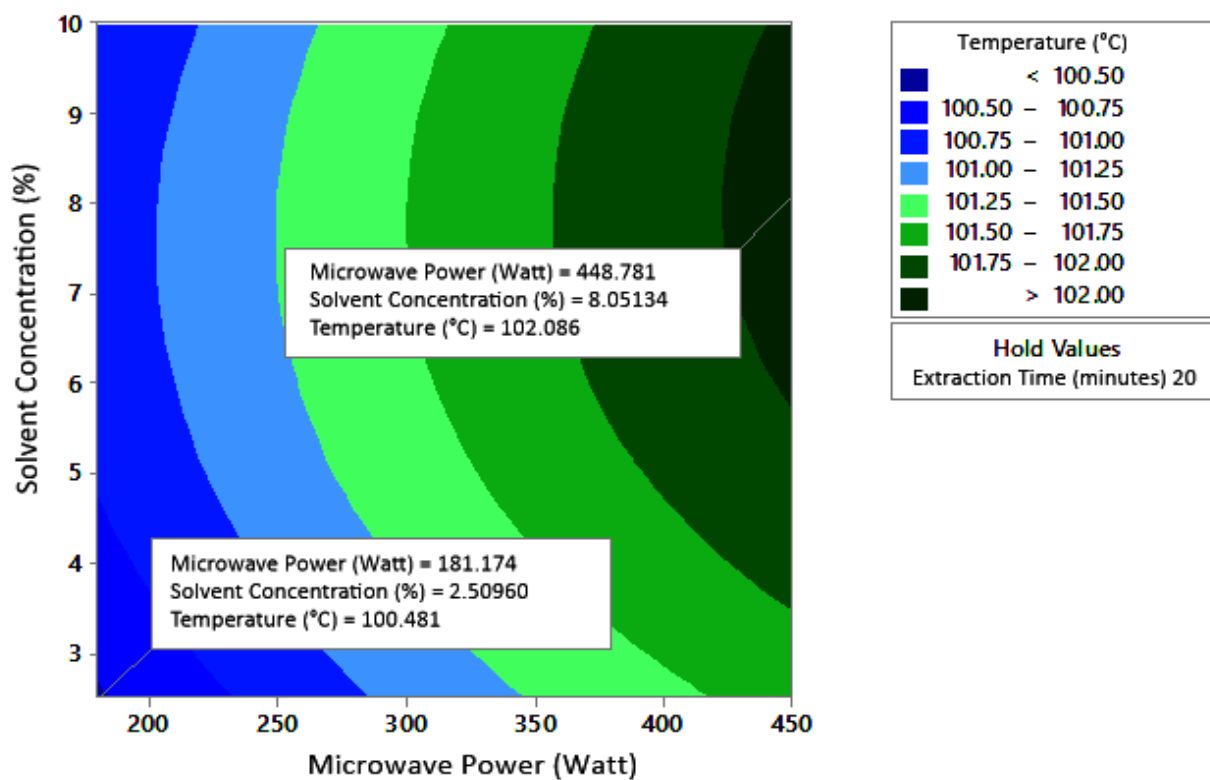 Solvent Concentration (%)
10
9
8
7
6
5
4
3
Microwave Power (Watt) = 448.781
Solvent Concentration (%) = 8.05134
Temperature (⁰C) = 102.086
Microwave Power (Watt) = 181.174
Solvent Concentration (%) = 2.50960
Temperature (⁰C) = 100.481
200 250 300 350 400 450
Microwave Power (Watt)
Temperature (⁰C)
< 100.50
100.50 – 100.75
100.75 – 101.00
101.00 – 101.25
101.25 – 101.50
101.50 – 101.75
101.75 – 102.00
> 102.00
Hold Values
Extraction Time (minutes) 20